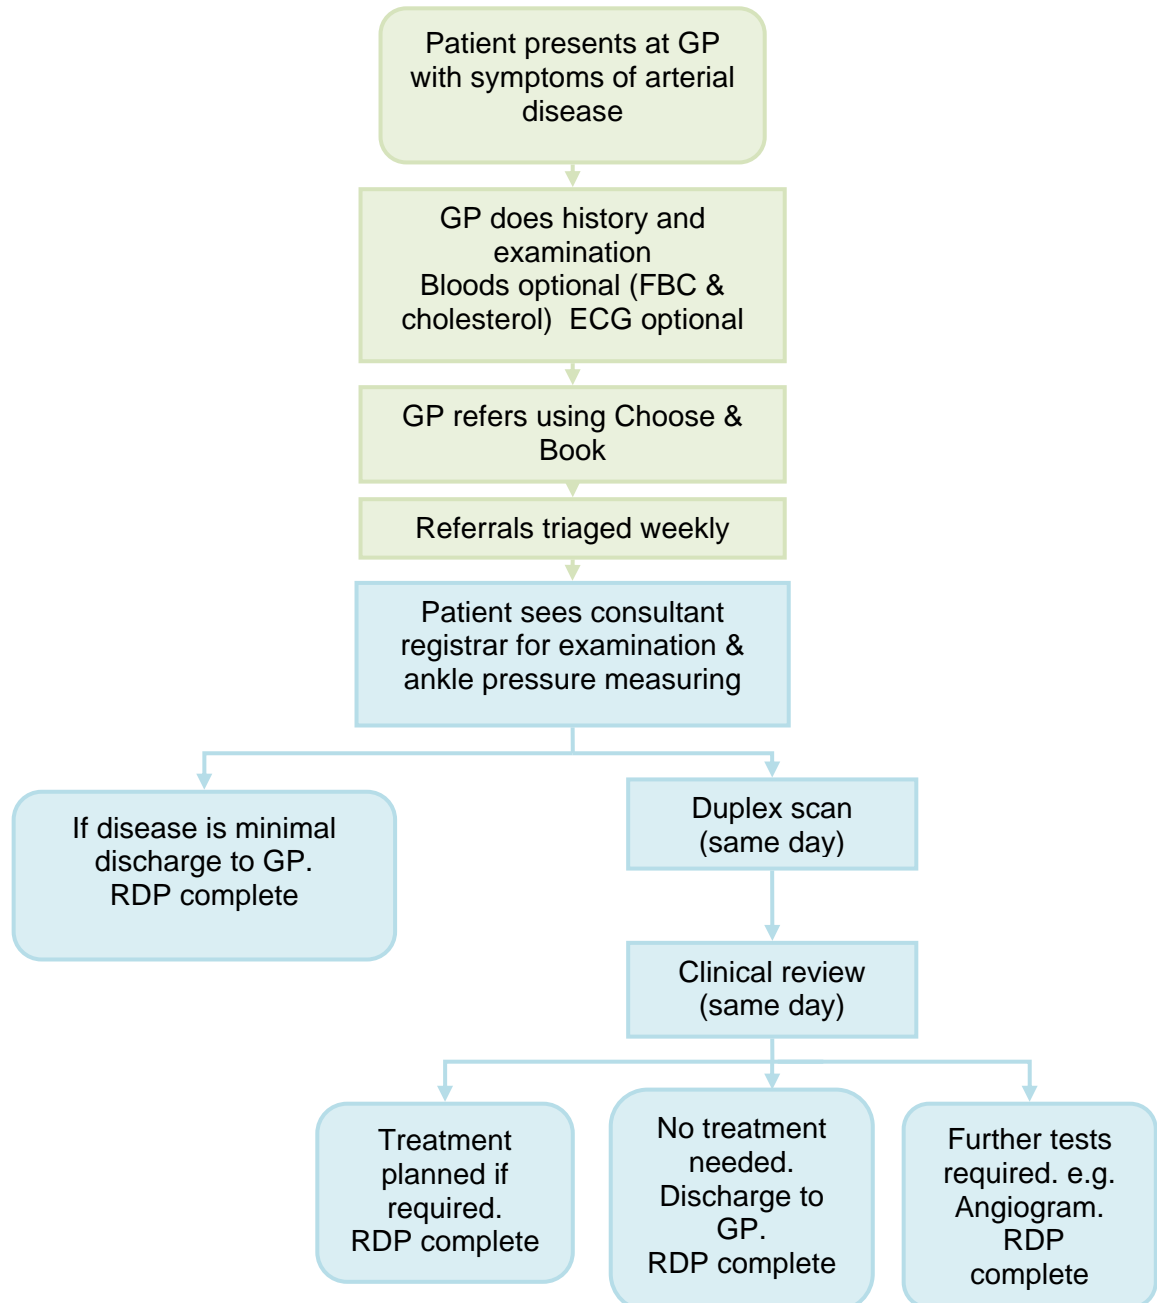 Patient presents at GP
with symptoms of arterial
disease
GP does history and
examination
Bloods optional (FBC &
cholesterol)  ECG optional
GP refers using Choose &
Book
Referrals triaged weekly
Patient sees consultant
registrar for examination &
ankle pressure measuring
If disease is minimal
discharge to GP.
RDP complete
Duplex scan
(same day)
Clinical review
(same day)
Treatment
planned if
required.
RDP complete
No treatment
needed.
Discharge to
GP.
RDP complete
Further tests
required. e.g.
Angiogram.
RDP
complete